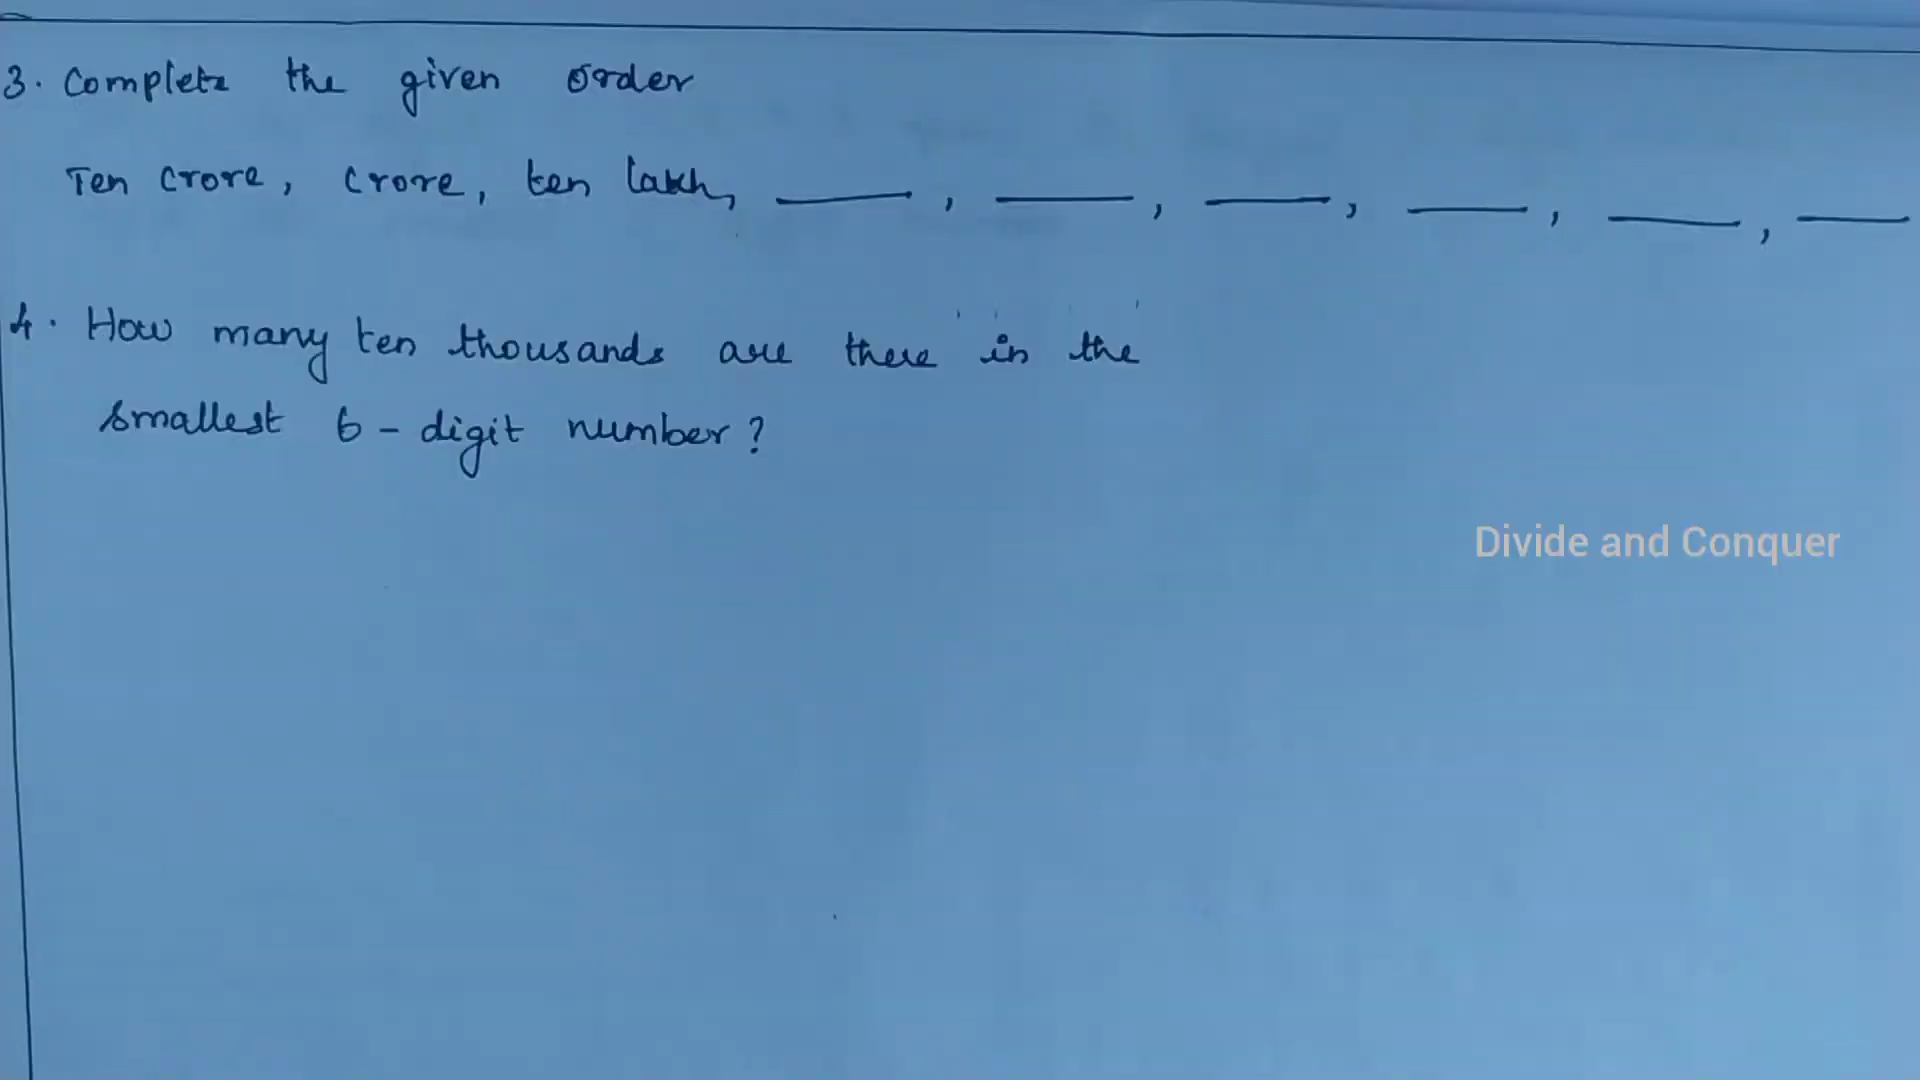 3. Complete the given order
Ten crore, crore, ten lakh, ____, ____, ____, ____, ____, ____
4. How many ten thousands are there in the
smallest 6-digit number?
Divide and Conquer